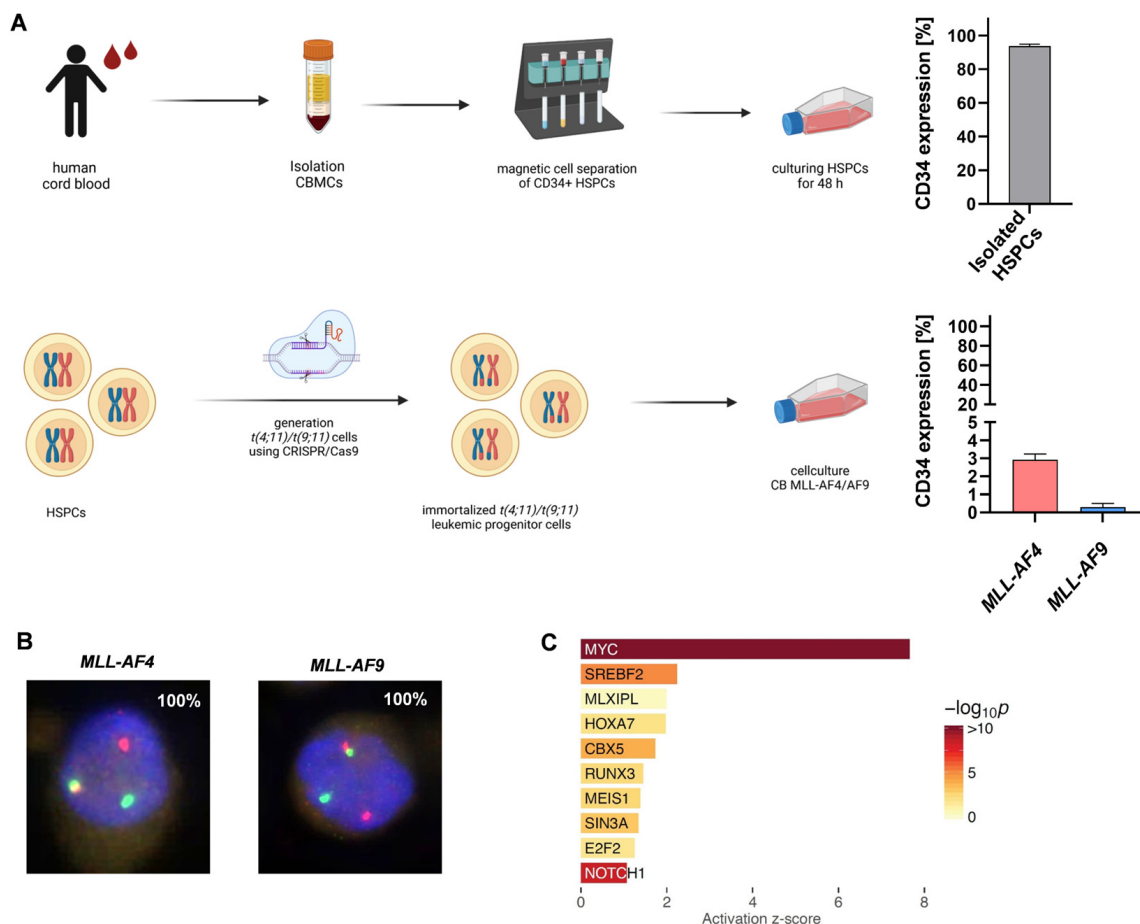 A
human
cord blood
Isolation
CBMCs
magnetic cell separation
of CD34+ HSPCs
culturing HSPCs
for 48 h
CD34 expression [%]
100
80
60
40
20
0
Isolated
HSPCs
HSPCs
generation
t(4;11)/t(9;11) cells
using CRISPR/Cas9
immortalized t(4;11)/t(9;11)
leukemic progenitor cells
cellculture
CB MLL-AF4/AF9
CD34 expression [%]
100
80
60
40
20
5
4
3
2
1
0
MLL-AF4
MLL-AF9
B
MLL-AF4
100%
MLL-AF9
100%
C
MYC
SREBF2
MLXIPL
HOXA7
CBX5
RUNX3
MEIS1
SIN3A
E2F2
NOTCH1
0 2 4 6 8
Activation z-score
−log10p
>10
5
0